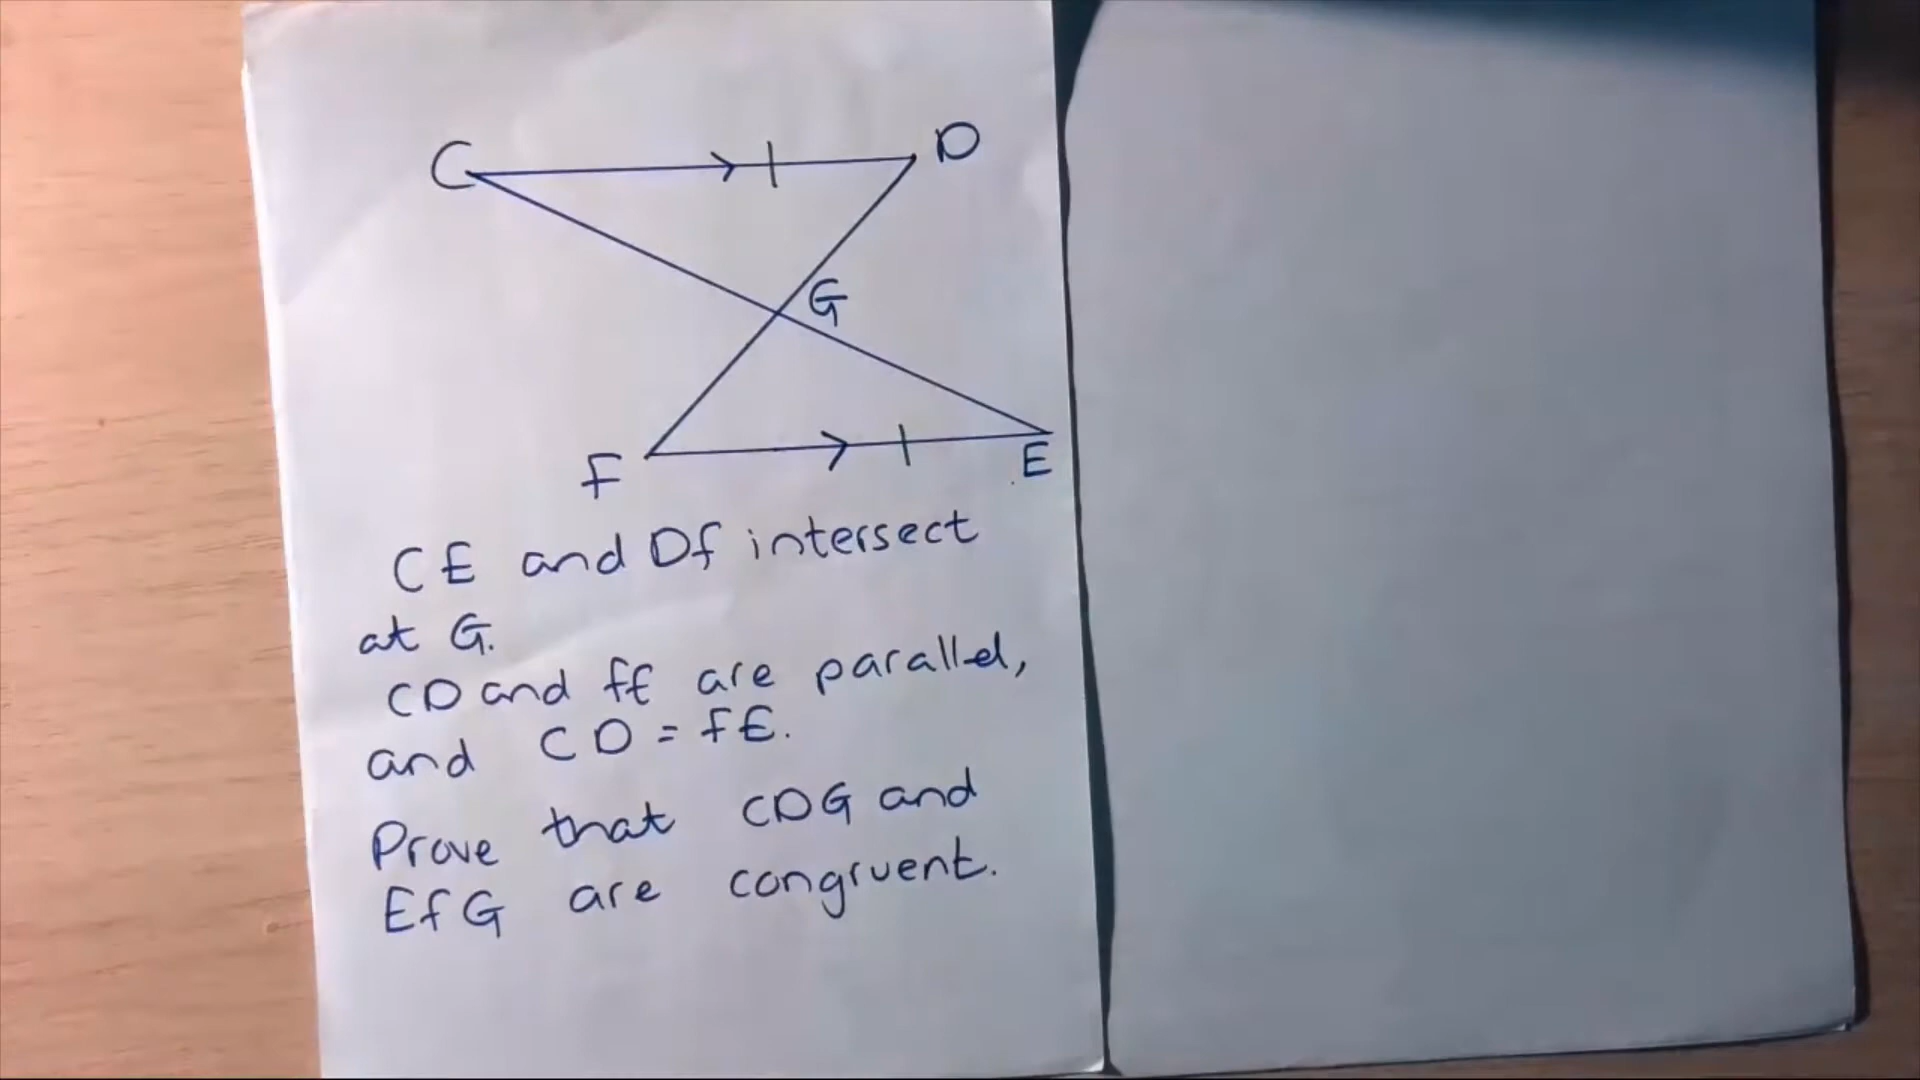 C
D
G
F
E
CE and DF intersect
at G.
CD and FE are parallel,
and CD = FE.
Prove that CDG and
EFG are congruent.